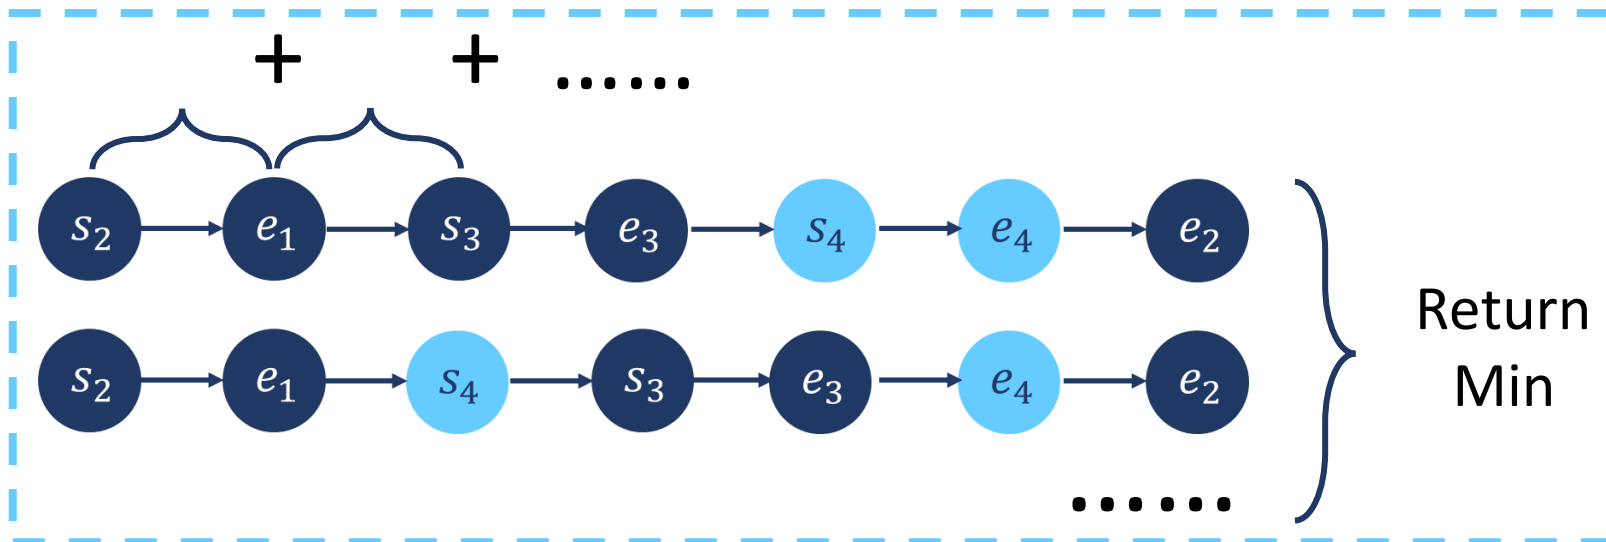 + + ......
s₂ e₁ s₃ e₃ s₄ e₄ e₂
s₂ e₁ s₄ s₃ e₃ e₄ e₂
......
Return
Min